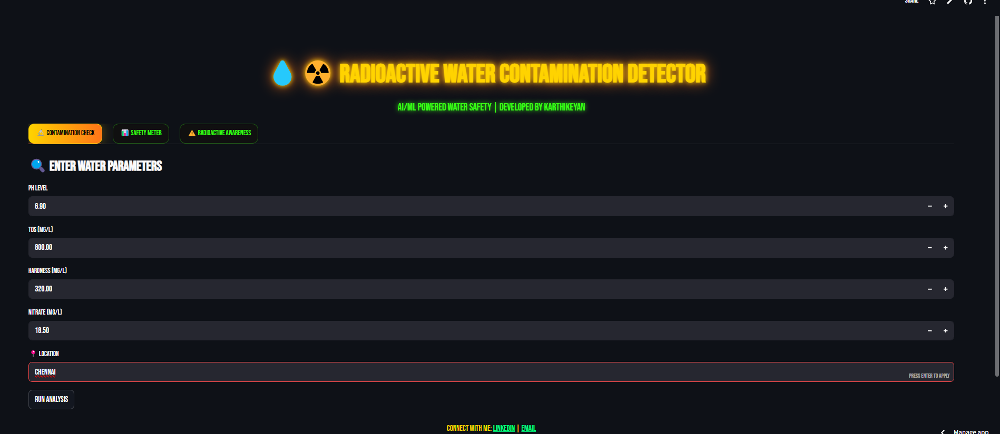 SHARE
RADIOACTIVE WATER CONTAMINATION DETECTOR
AI/ML POWERED WATER SAFETY | DEVELOPED BY KARTHIKEYAN
CONTAMINATION CHECK
SAFETY METER
RADIOACTIVE AWARENESS
ENTER WATER PARAMETERS
PH LEVEL
6.90
TDS (MG/L)
800.00
HARDNESS (MG/L)
320.00
NITRATE (MG/L)
18.50
LOCATION
CHENNAI
PRESS ENTER TO APPLY
RUN ANALYSIS
CONNECT WITH ME: LINKEDIN | EMAIL
Manage app